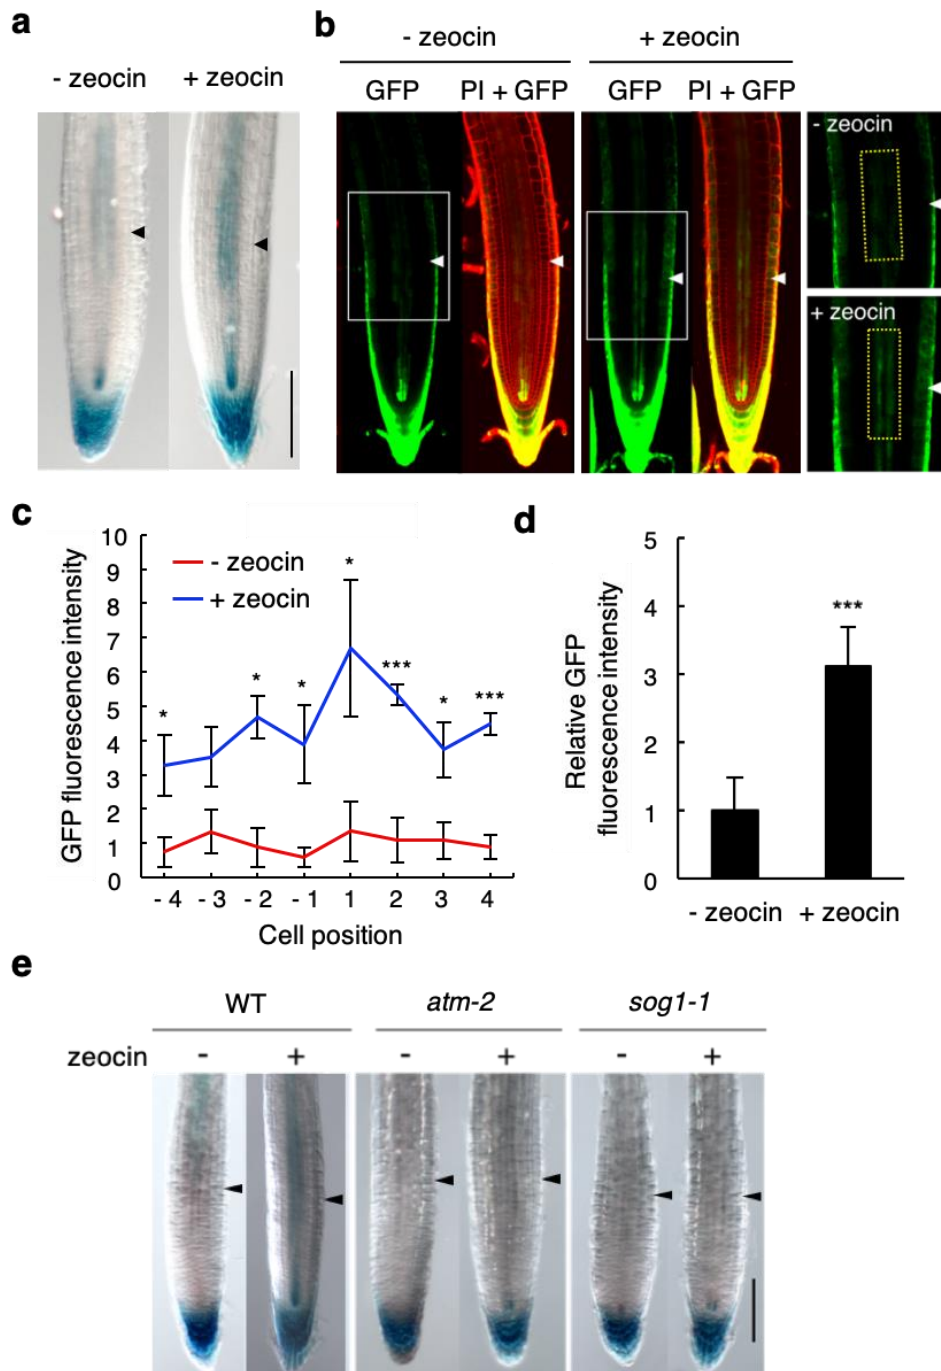 a
- zeocin + zeocin
b
- zeocin + zeocin
GFP PI + GFP GFP PI + GFP
- zeocin
+ zeocin
c
GFP fluorescence intensity
10
9
8
7
6
5
4
3
2
1
0
- zeocin
+ zeocin
*
*
*
*
***
*
***
- 4 - 3 - 2 - 1 1 2 3 4
Cell position
d
Relative GFP
fluorescence intensity
5
4
3
2
1
0
***
- zeocin + zeocin
e
WT atm-2 sog1-1
zeocin - + - + - +